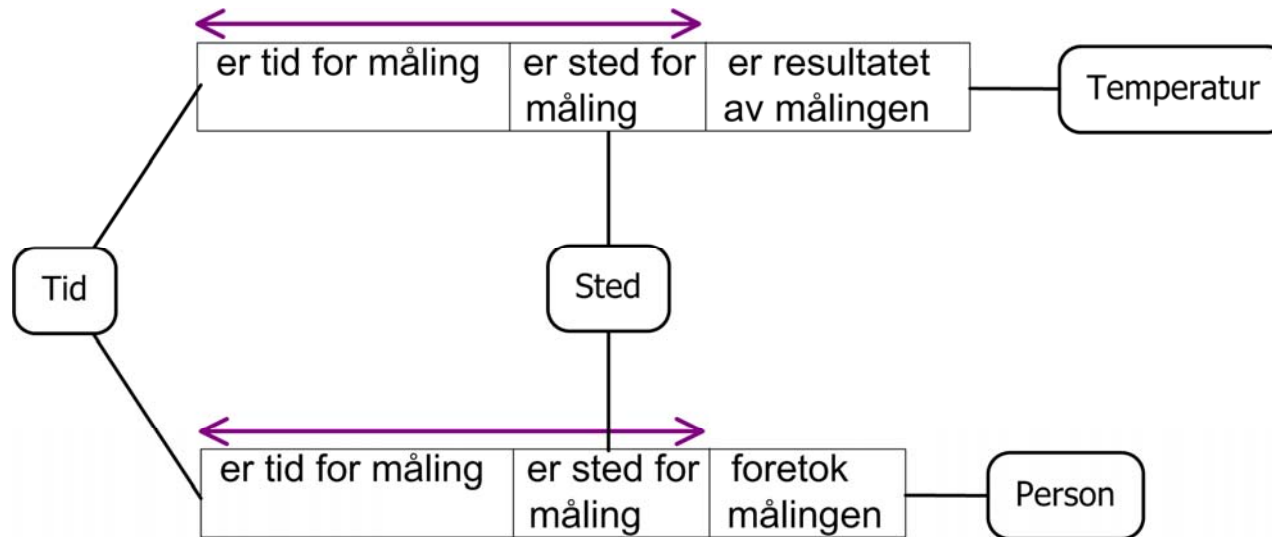 er tid for måling
er sted for
måling
er resultatet
av målingen
Temperatur
Tid
Sted
er tid for måling
er sted for
måling
foretok
målingen
Person